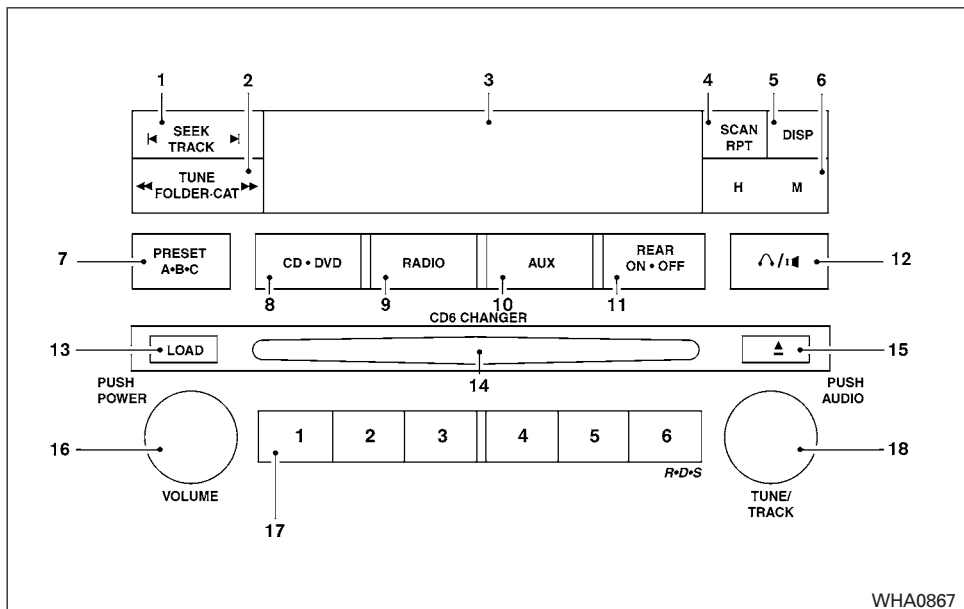 1 2 3 4 5 6
SEEK
TRACK
TUNE
FOLDER·CAT
SCAN
RPT
DISP
H M
7
PRESET
A•B•C
CD • DVD
RADIO
AUX
REAR
ON • OFF
12
8 9 10 11
CD6 CHANGER
13
LOAD
14
15
PUSH
POWER
PUSH
AUDIO
16
1 2 3 4 5 6
18
R•D•S
VOLUME
17
TUNE/
TRACK
WHA0867